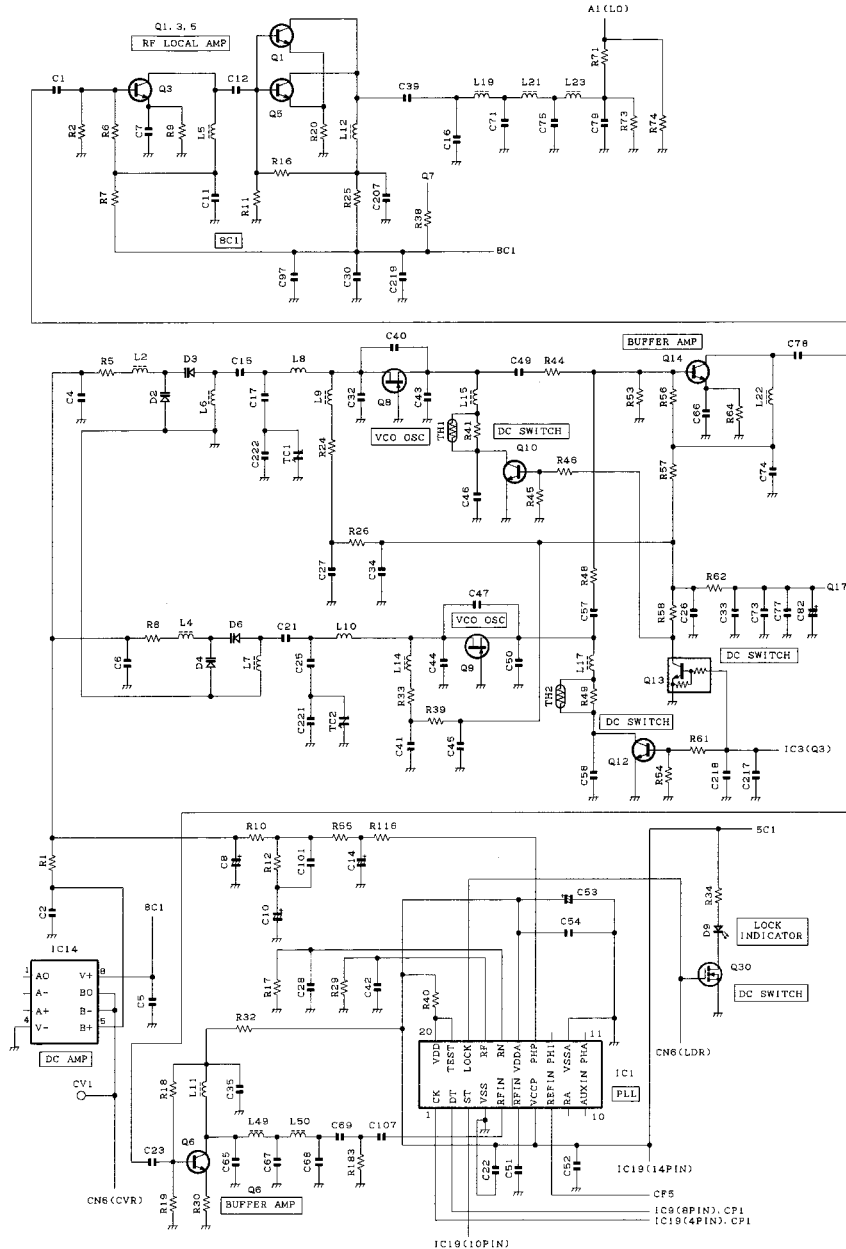 Q1, 3, 5
RF LOCAL AMP
A1(LO)
Q1
R71
C1
Q3
C12
Q5
C39
L19
L21
L23
R2
R6
C7
R9
L5
R20
L12
C16
C71
C75
C79
R73
R74
R16
Q7
R7
C11
R11
R25
C207
R38
8C1
8C1
C97
C30
C219
C40
BUFFER AMP
C78
R5
L2
D3
C15
L8
C49
R44
Q14
C4
D2
L6
C17
L9
C32
Q8
C43
L15
R53
R56
C66
R64
L22
VCO OSC
TH1
R41
DC SWITCH
Q10
R24
C222
TC1
R46
R57
C74
C46
R45
R26
C27
C34
R48
R62
Q17
C47
C57
R58
C26
C33
C73
C77
C82
R8
L4
D6
C21
L10
VCO OSC
C6
D4
L7
C25
L14
C44
Q9
C50
L17
DC SWITCH
Q13
R33
TH2
R49
R39
DC SWITCH
C221
TC2
R61
C41
C45
IC3(Q3)
Q12
C58
R54
C218
C217
R10
R55
R116
5C1
R1
C8
R12
C101
C14
C2
C10
C53
R34
8C1
C54
D9
LOCK
INDICATOR
IC14
1
AO
V+
8
A-
BO
A+
B-
4
V-
B+
5
C5
Q30
DC SWITCH
R17
C28
R29
C42
R40
R32
CN6(LDR)
DC AMP
20
11
VDD
TEST
LOCK
RF
RN
VDDA
PHP
PHI
VSSA
PHA
IC1
PLL
CV1
R18
L11
C35
CK
DT
ST
VSS
RFIN
RFIN
VCCP
REFIN
RA
AUXIN
1
10
L49
L50
C69
C107
C23
Q6
C65
C67
C68
R183
C22
C51
C52
IC19(14PIN)
R19
R30
Q6
BUFFER AMP
CN6(CVR)
CF5
IC9(8PIN), CP1
IC19(4PIN), CP1
IC19(10PIN)